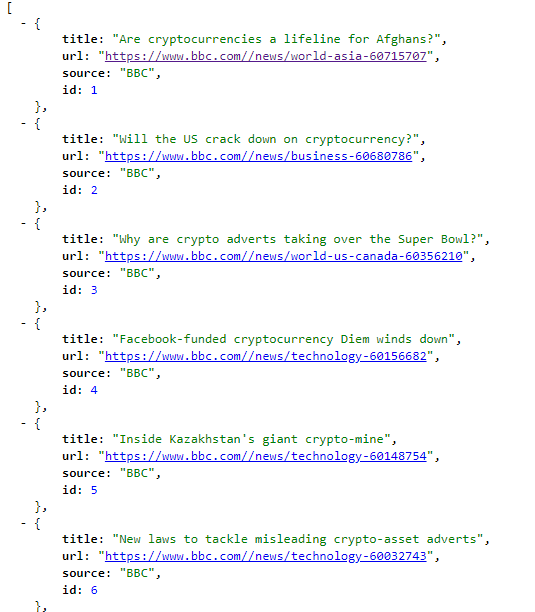 [
- {
title: "Are cryptocurrencies a lifeline for Afghans?",
url: "https://www.bbc.com//news/world-asia-60715707",
source: "BBC",
id: 1
},
- {
title: "Will the US crack down on cryptocurrency?",
url: "https://www.bbc.com//news/business-60680786",
source: "BBC",
id: 2
},
- {
title: "Why are crypto adverts taking over the Super Bowl?",
url: "https://www.bbc.com//news/world-us-canada-60356210",
source: "BBC",
id: 3
},
- {
title: "Facebook-funded cryptocurrency Diem winds down",
url: "https://www.bbc.com//news/technology-60156682",
source: "BBC",
id: 4
},
- {
title: "Inside Kazakhstan's giant crypto-mine",
url: "https://www.bbc.com//news/technology-60148754",
source: "BBC",
id: 5
},
- {
title: "New laws to tackle misleading crypto-asset adverts",
url: "https://www.bbc.com//news/technology-60032743",
source: "BBC",
id: 6
},